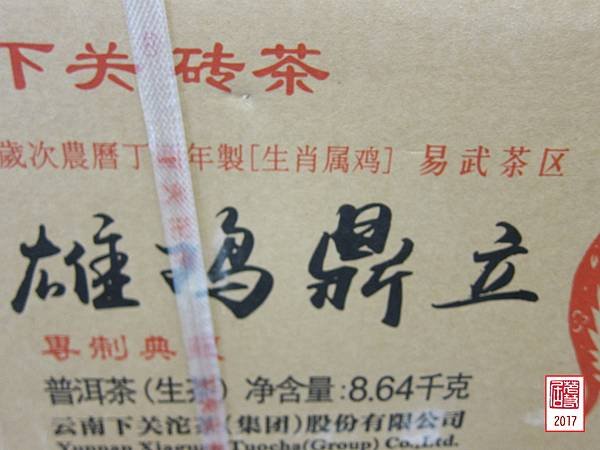 下关砖茶
歲次農曆丁 年製[生肖属鸡] 易武茶区
雄鸡鼎立
專制典
普洱茶(生茶) 净含量:8.64千克
云南下关沱茶(集团)股份有限公司
Yunnan Xiaguan Tuocha(Group) Co.,Ltd.
2017